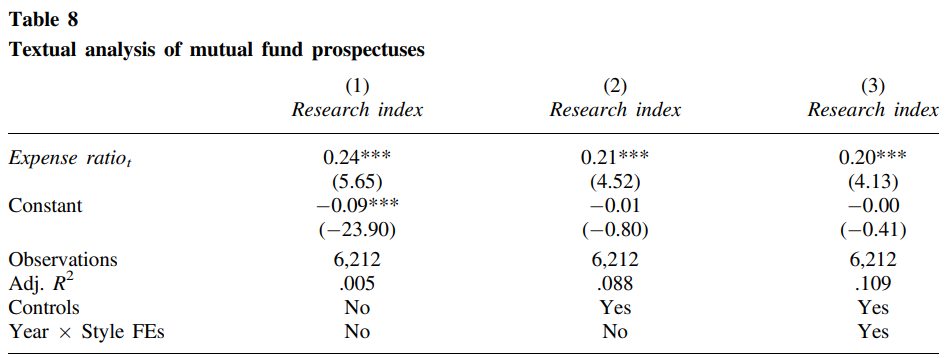 Table 8
Textual analysis of mutual fund prospectuses
(1) (2) (3)
Research index Research index Research index
Expense ratio_t 0.24*** 0.21*** 0.20***
(5.65) (4.52) (4.13)
Constant −0.09*** −0.01 −0.00
(−23.90) (−0.80) (−0.41)
Observations 6,212 6,212 6,212
Adj. R² .005 .088 .109
Controls No Yes Yes
Year × Style FEs No No Yes